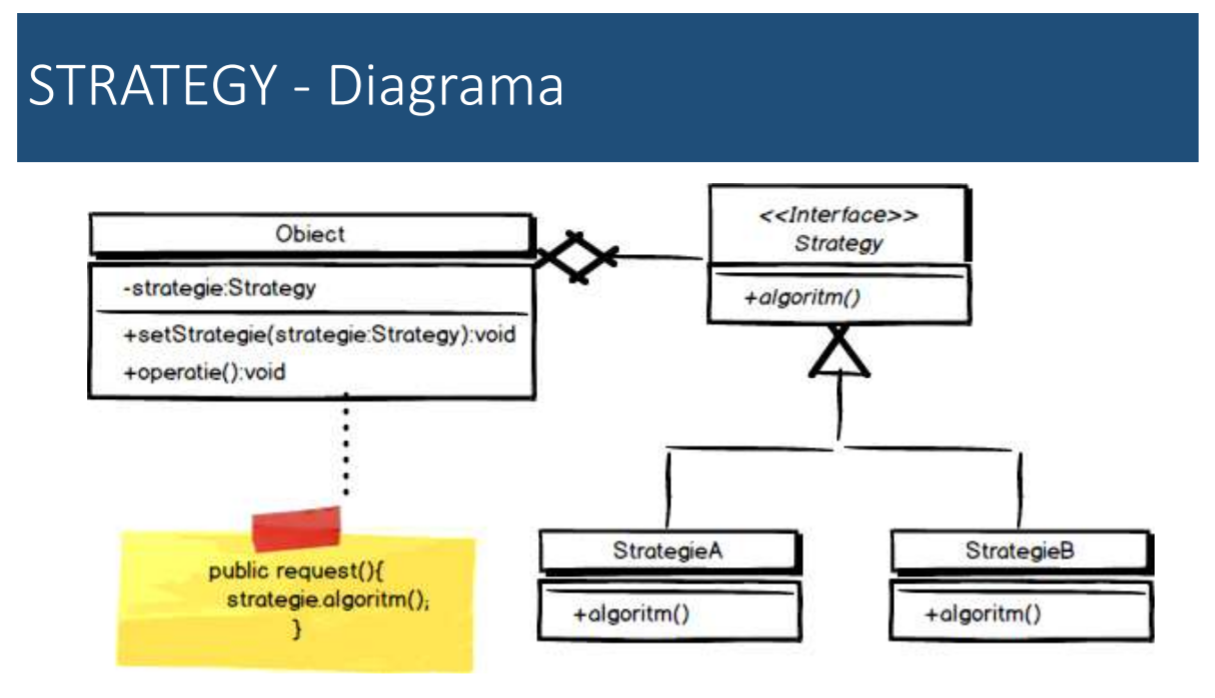 STRATEGY - Diagrama
Obiect
-strategie:Strategy
+setStrategie(strategie:Strategy):void
+operatie():void
<<Interface>>
Strategy
+algoritm()
public request(){
strategie.algoritm();
}
StrategieA
+algoritm()
StrategieB
+algoritm()